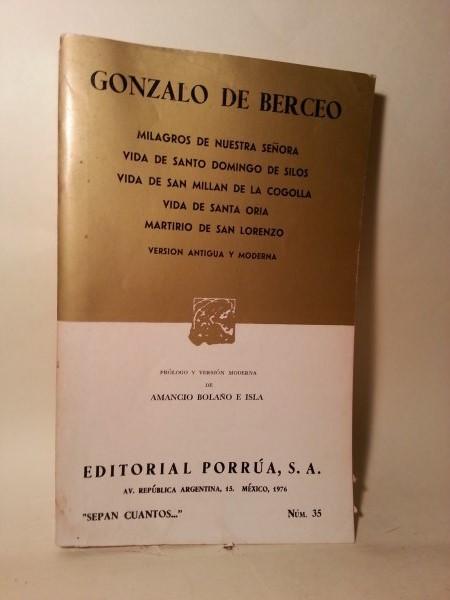 GONZALO DE BERCEO
MILAGROS DE NUESTRA SEÑORA
VIDA DE SANTO DOMINGO DE SILOS
VIDA DE SAN MILLAN DE LA COGOLLA
VIDA DE SANTA ORIA
MARTIRIO DE SAN LORENZO
VERSION ANTIGUA Y MODERNA
PRÓLOGO Y VERSIÓN MODERNA
DE
AMANCIO BOLAÑO E ISLA
EDITORIAL PORRÚA, S. A.
AV. REPÚBLICA ARGENTINA, 15. MÉXICO, 1976
"SEPAN CUANTOS..." NÚM. 35